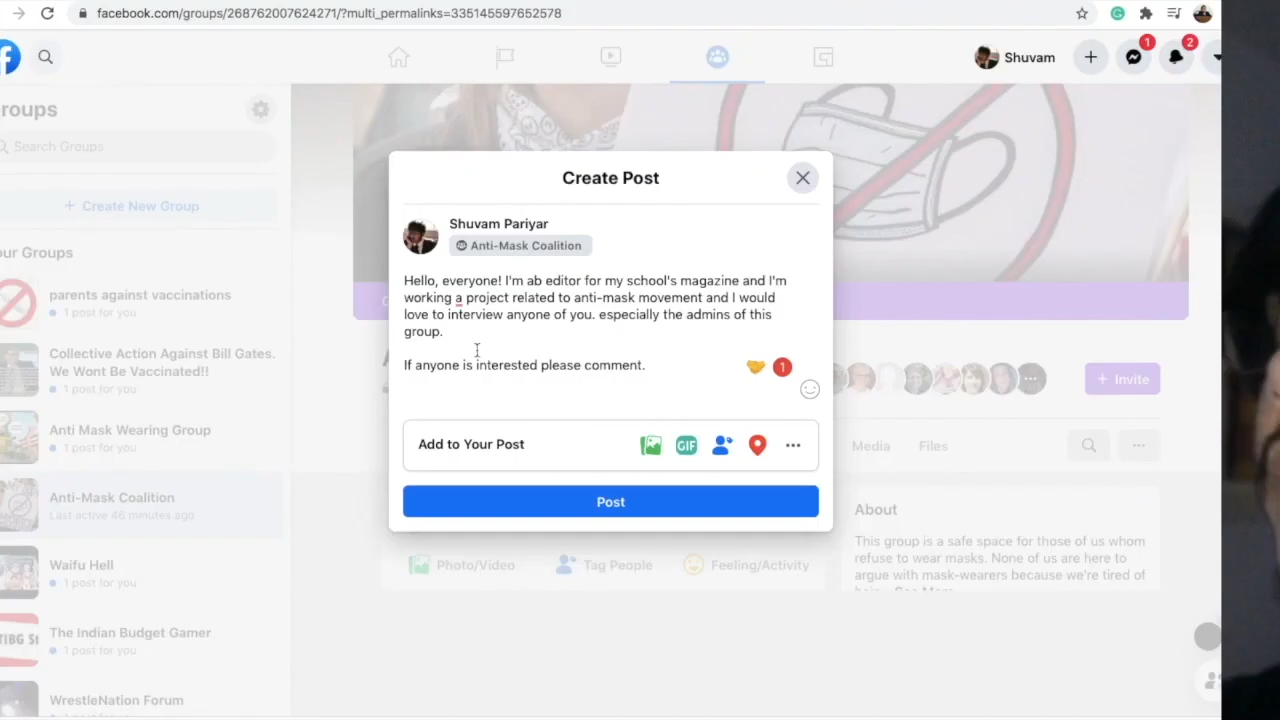 facebook.com/groups/268762007624271/?multi_permalinks=335145597652578
Shuvam
1
2
roups
Search Groups
+ Create New Group
our Groups
parents against vaccinations
1 post for you
Collective Action Against Bill Gates.
We Wont Be Vaccinated!!
1 post for you
Anti Mask Wearing Group
1 post for you
Anti-Mask Coalition
Last active 46 minutes ago
Waifu Hell
1 post for you
The Indian Budget Gamer
1 post for you
WrestleNation Forum
Create Post
Shuvam Pariyar
Anti-Mask Coalition
Hello, everyone! I'm ab editor for my school's magazine and I'm
working a project related to anti-mask movement and I would
love to interview anyone of you. especially the admins of this
group.
If anyone is interested please comment.
1
Add to Your Post
GIF
Post
Photo/Video
Tag People
Feeling/Activity
+ Invite
Media
Files
About
This group is a safe space for those of us whom
refuse to wear masks. None of us are here to
argue with mask-wearers because we're tired of